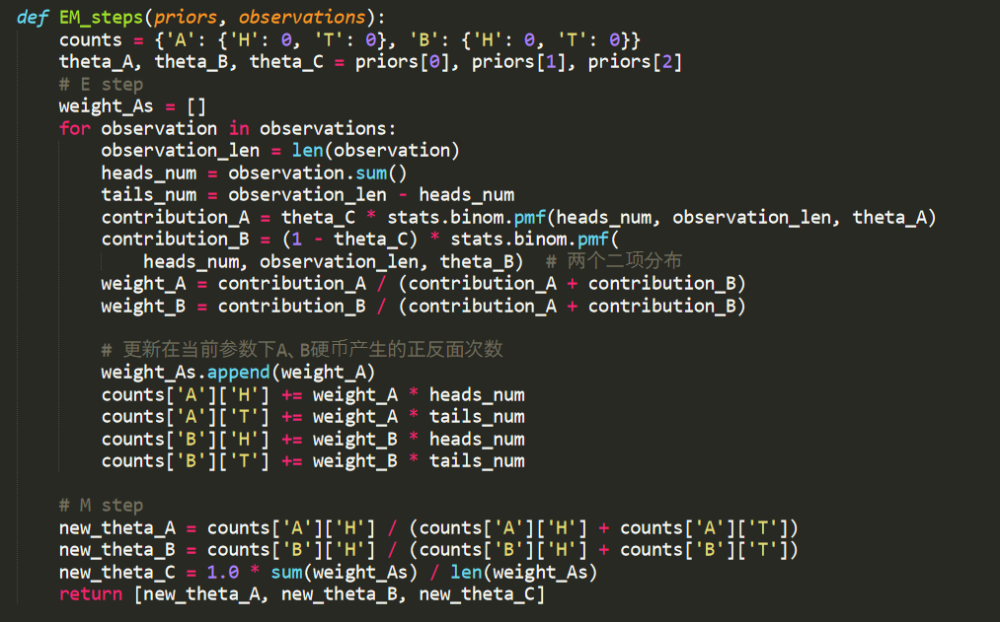 def EM_steps(priors, observations):
    counts = {'A': {'H': 0, 'T': 0}, 'B': {'H': 0, 'T': 0}}
    theta_A, theta_B, theta_C = priors[0], priors[1], priors[2]
    # E step
    weight_As = []
    for observation in observations:
        observation_len = len(observation)
        heads_num = observation.sum()
        tails_num = observation_len - heads_num
        contribution_A = theta_C * stats.binom.pmf(heads_num, observation_len, theta_A)
        contribution_B = (1 - theta_C) * stats.binom.pmf(
            heads_num, observation_len, theta_B)  # 两个二项分布
        weight_A = contribution_A / (contribution_A + contribution_B)
        weight_B = contribution_B / (contribution_A + contribution_B)
        # 更新在当前参数下A、B硬币产生的正反面次数
        weight_As.append(weight_A)
        counts['A']['H'] += weight_A * heads_num
        counts['A']['T'] += weight_A * tails_num
        counts['B']['H'] += weight_B * heads_num
        counts['B']['T'] += weight_B * tails_num
    # M step
    new_theta_A = counts['A']['H'] / (counts['A']['H'] + counts['A']['T'])
    new_theta_B = counts['B']['H'] / (counts['B']['H'] + counts['B']['T'])
    new_theta_C = 1.0 * sum(weight_As) / len(weight_As)
    return [new_theta_A, new_theta_B, new_theta_C]